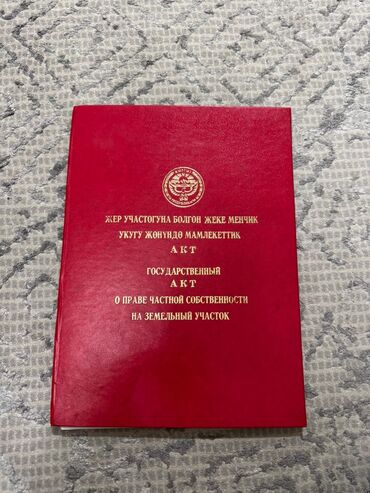 ЖЕР УЧАСТОГУНА БОЛГОН ЖЕКЕ МЕНЧИК
УКУГУ ЖӨНҮНДӨ МАМЛЕКЕТТИК
АКТ
ГОСУДАРСТВЕННЫЙ
АКТ
О ПРАВЕ ЧАСТНОЙ СОБСТВЕННОСТИ
НА ЗЕМЕЛЬНЫЙ УЧАСТОК